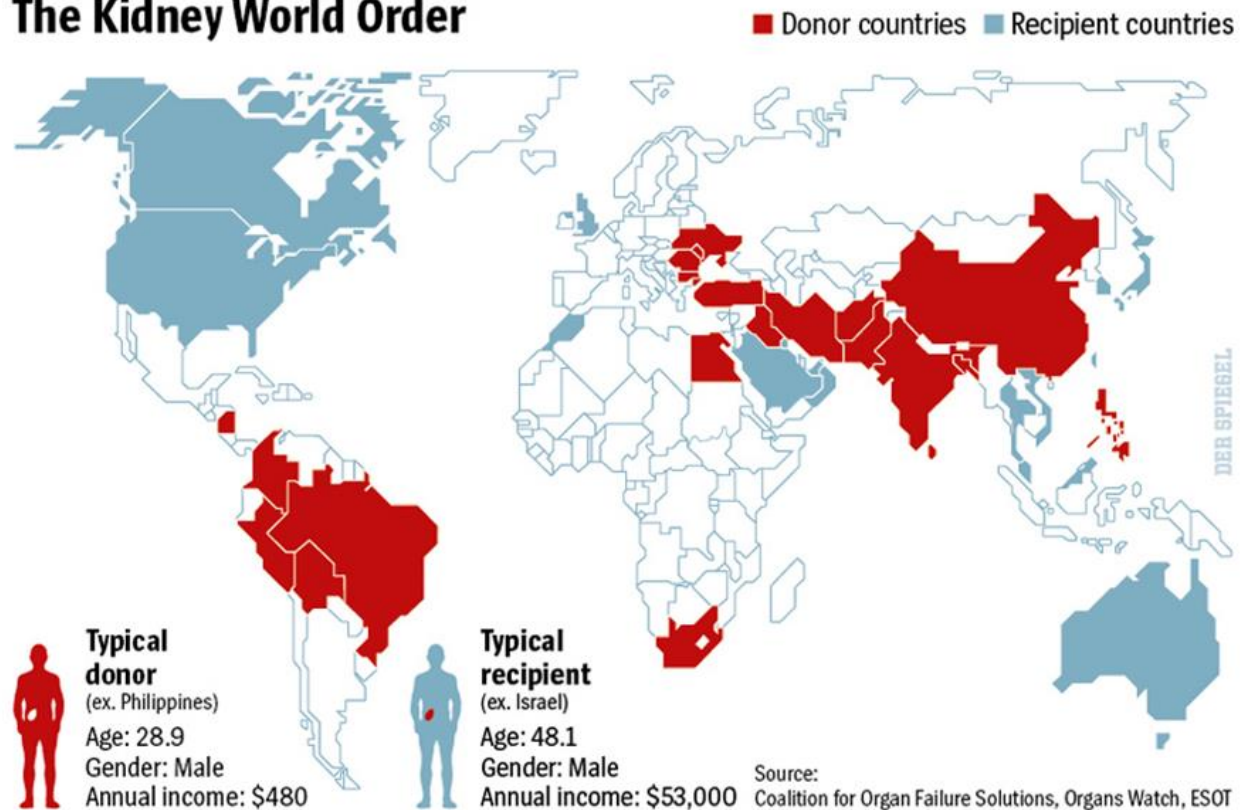 The Kidney World Order
Donor countries
Recipient countries
DER SPIEGEL
Typical
donor
(ex. Philippines)
Age: 28.9
Gender: Male
Annual income: $480
Typical
recipient
(ex. Israel)
Age: 48.1
Gender: Male
Annual income: $53,000
Source:
Coalition for Organ Failure Solutions, Organs Watch, ESOT